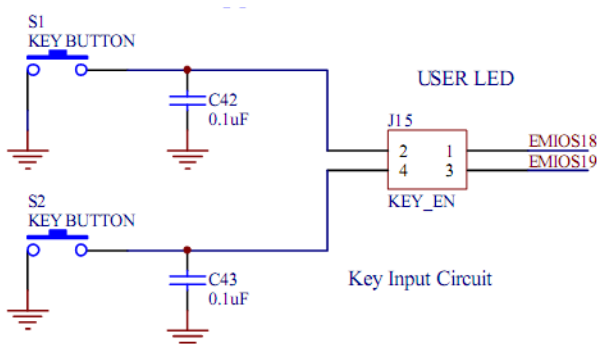 S1
KEY BUTTON
C42
0.1uF
USER LED
J15
2 1
4 3
EMIOS18
EMIOS19
KEY_EN
S2
KEY BUTTON
C43
0.1uF
Key Input Circuit